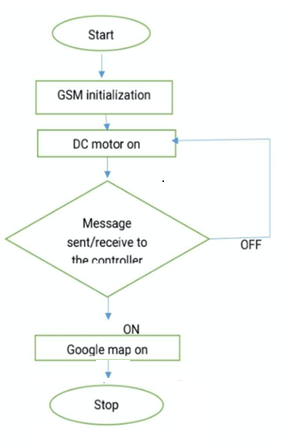 Start
GSM initialization
DC motor on
Message
sent/receive to
the controller
OFF
ON
Google map on
Stop